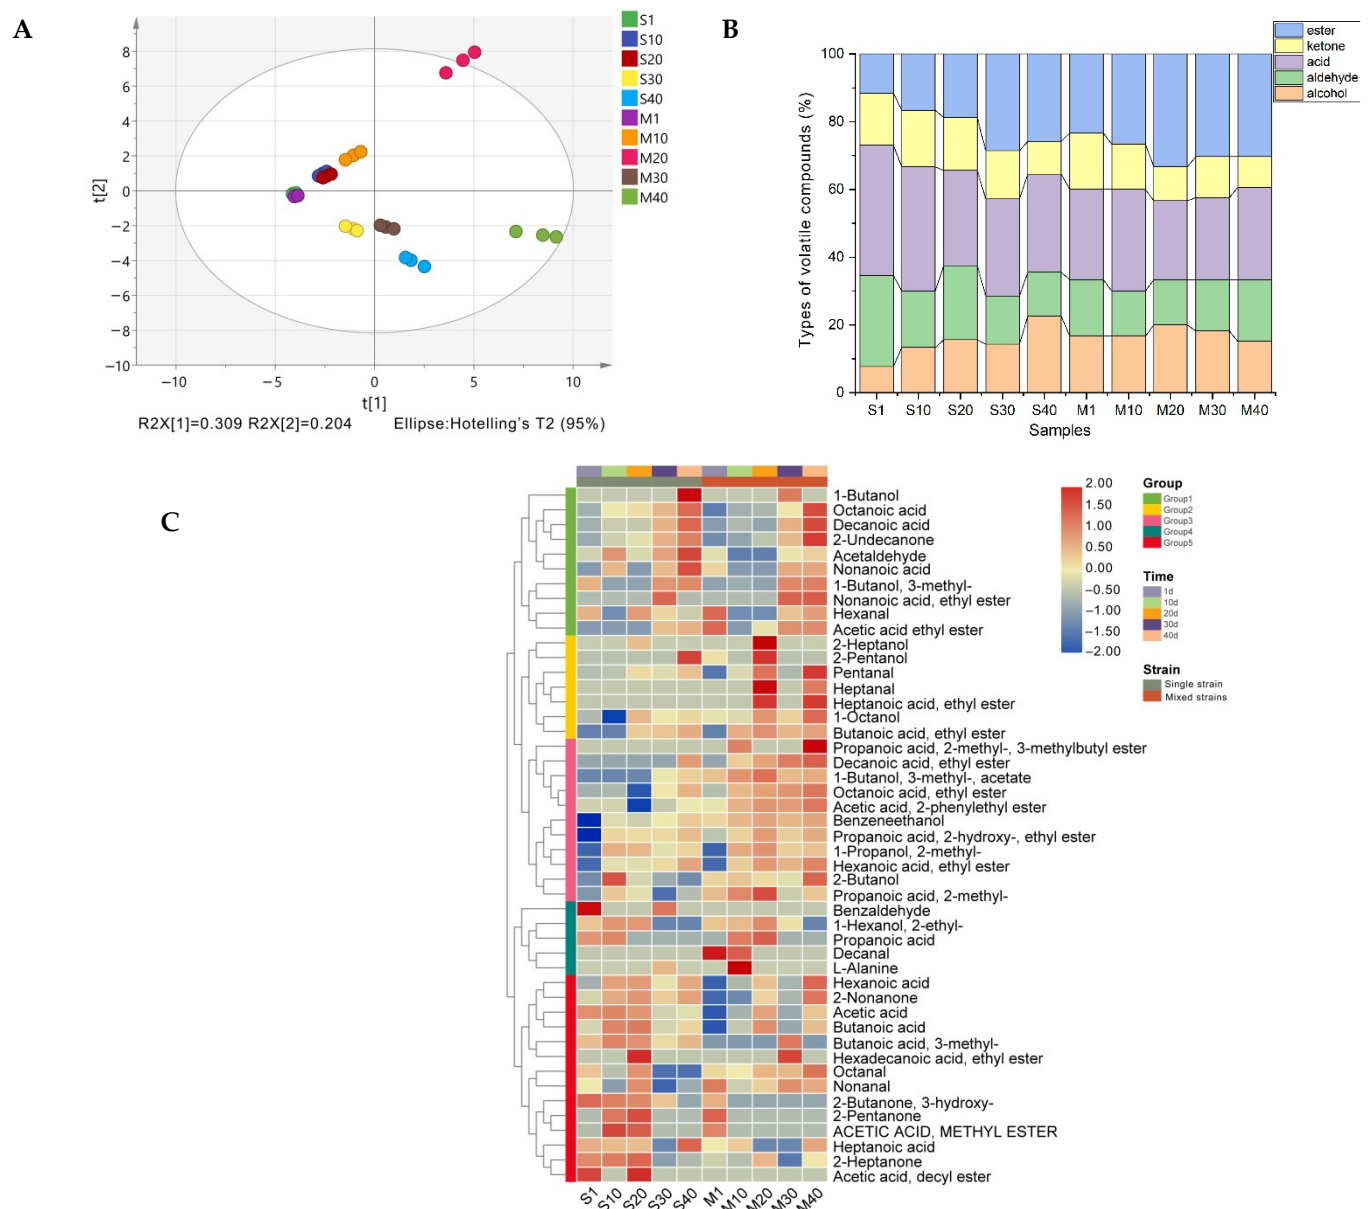 A
8
6
4
2
0
−2
−4
−6
−8
−10
t[2]
−10
−5
0
5
10
t[1]
R2X[1]=0.309 R2X[2]=0.204
Ellipse:Hotelling's T2 (95%)
S1
S10
S20
S30
S40
M1
M10
M20
M30
M40
B
Types of volatile compounds (%)
100
80
60
40
20
0
S1 S10 S20 S30 S40 M1 M10 M20 M30 M40
Samples
ester
ketone
acid
aldehyde
alcohol
C
1-Butanol
Octanoic acid
Decanoic acid
2-Undecanone
Acetaldehyde
Nonanoic acid
1-Butanol, 3-methyl-
Nonanoic acid, ethyl ester
Hexanal
Acetic acid ethyl ester
2-Heptanol
2-Pentanol
Pentanal
Heptanal
Heptanoic acid, ethyl ester
1-Octanol
Butanoic acid, ethyl ester
Propanoic acid, 2-methyl-, 3-methylbutyl ester
Decanoic acid, ethyl ester
1-Butanol, 3-methyl-, acetate
Octanoic acid, ethyl ester
Acetic acid, 2-phenylethyl ester
Benzeneethanol
Propanoic acid, 2-hydroxy-, ethyl ester
1-Propanol, 2-methyl-
Hexanoic acid, ethyl ester
2-Butanol
Propanoic acid, 2-methyl-
Benzaldehyde
1-Hexanol, 2-ethyl-
Propanoic acid
Decanal
L-Alanine
Hexanoic acid
2-Nonanone
Acetic acid
Butanoic acid
Butanoic acid, 3-methyl-
Hexadecanoic acid, ethyl ester
Octanal
Nonanal
2-Butanone, 3-hydroxy-
2-Pentanone
ACETIC ACID, METHYL ESTER
Heptanoic acid
2-Heptanone
Acetic acid, decyl ester
S1 S10 S20 S30 S40 M1 M10 M20 M30 M40
2.00
1.50
1.00
0.50
0.00
−0.50
−1.00
−1.50
−2.00
Group
Group1
Group2
Group3
Group4
Group5
Time
1d
10d
20d
30d
40d
Strain
Single strain
Mixed strains